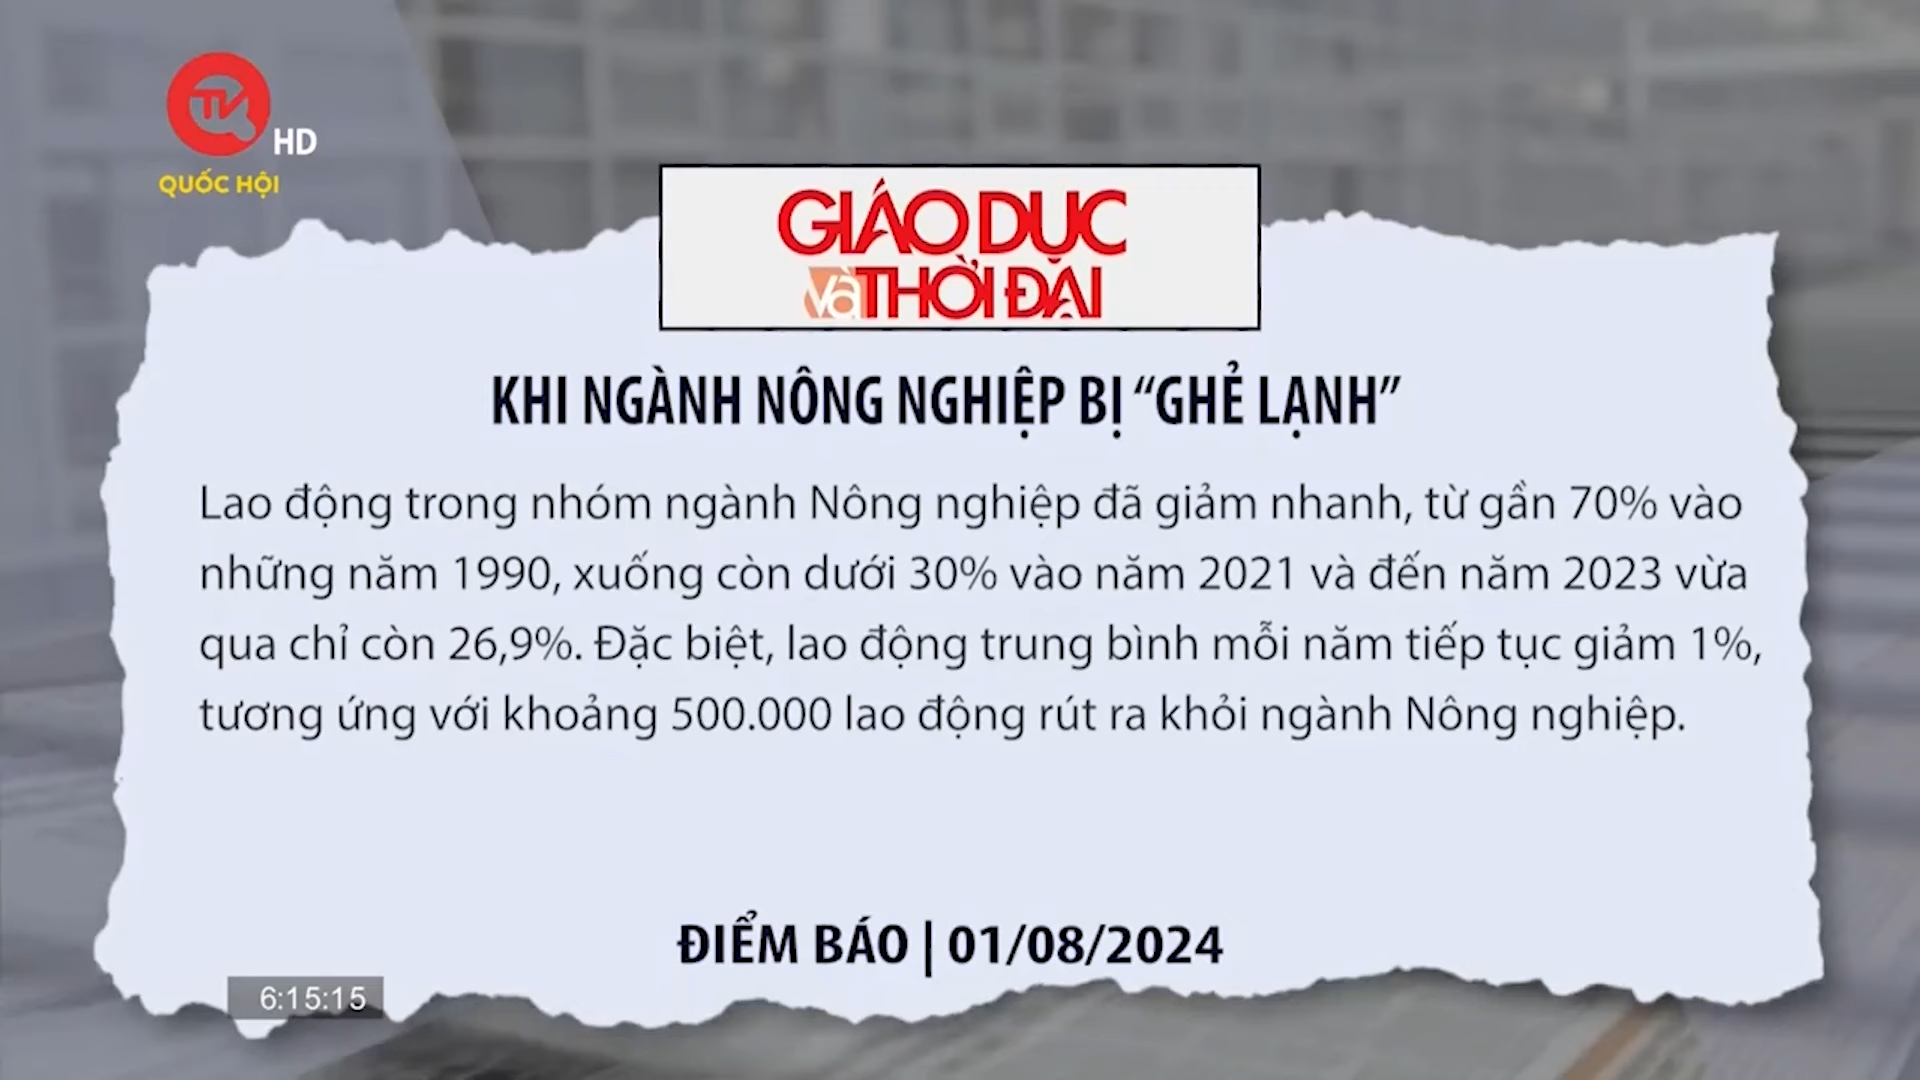 TV
HD
QUỐC HỘI
GIÁO DỤC
và THỜI ĐẠI
KHI NGÀNH NÔNG NGHIỆP BỊ “GHẺ LẠNH”
Lao động trong nhóm ngành Nông nghiệp đã giảm nhanh, từ gần 70% vào
những năm 1990, xuống còn dưới 30% vào năm 2021 và đến năm 2023 vừa
qua chỉ còn 26,9%. Đặc biệt, lao động trung bình mỗi năm tiếp tục giảm 1%,
tương ứng với khoảng 500.000 lao động rút ra khỏi ngành Nông nghiệp.
ĐIỂM BÁO | 01/08/2024
6:15:15